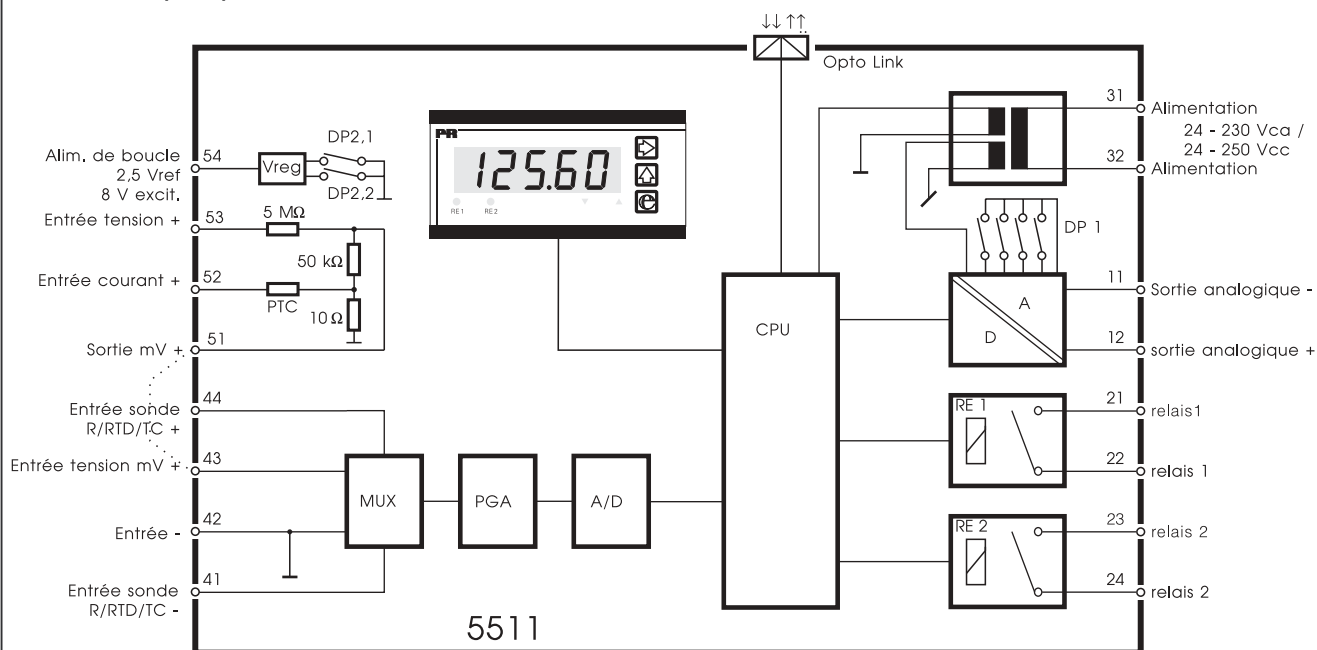 ↓↓ ↑↑
Opto Link
Alim. de boucle
2,5 Vref
8 V excit.
54
Vreg
DP2,1
DP2,2
Entrée tension +
53
5 MΩ
50 kΩ
Entrée courant +
52
PTC
10 Ω
51
Sortie mV +
Entrée sonde
R/RTD/TC +
44
Entrée tension mV +
43
Entrée -
42
Entrée sonde
R/RTD/TC -
41
PR
125.60
RE1
RE2
e
MUX
PGA
A/D
CPU
31
Alimentation
24 - 230 Vca /
24 - 250 Vcc
32
Alimentation
DP 1
A
D
11
Sortie analogique -
12
sortie analogique +
RE 1
21
relais1
22
relais 1
RE 2
23
relais 2
24
relais 2
5511